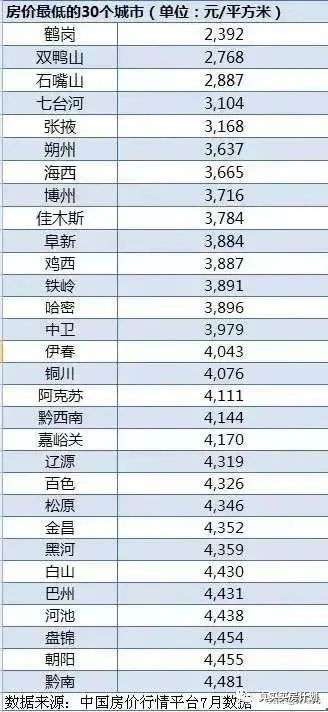 房价最低的30个城市（单位：元/平方米）
鹤岗 2,392
双鸭山 2,768
石嘴山 2,887
七台河 3,104
张掖 3,168
朔州 3,637
海西 3,665
博州 3,716
佳木斯 3,784
阜新 3,884
鸡西 3,887
铁岭 3,891
哈密 3,896
中卫 3,979
伊春 4,043
铜川 4,076
阿克苏 4,111
黔西南 4,144
嘉峪关 4,170
辽源 4,319
百色 4,326
松原 4,346
金昌 4,352
黑河 4,359
白山 4,430
巴州 4,431
河池 4,438
盘锦 4,454
朝阳 4,455
黔南 4,481
数据来源：中国房价行情平台7月数据